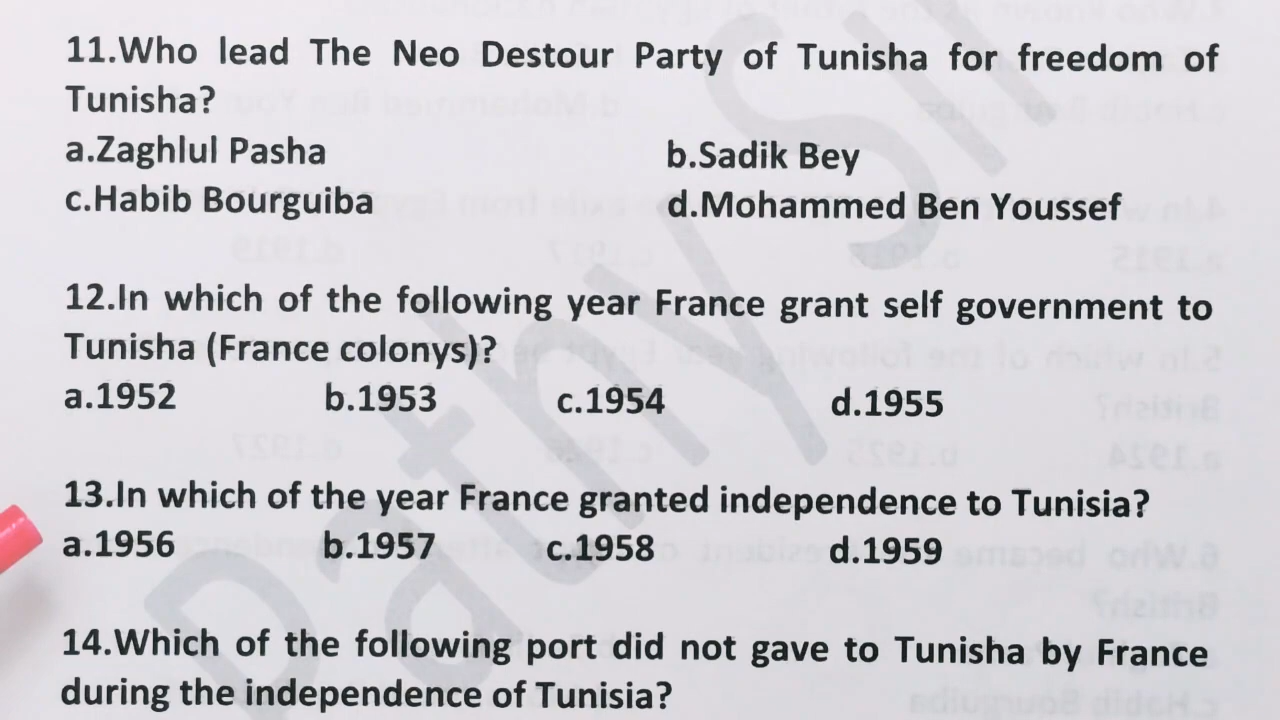 11.Who lead The Neo Destour Party of Tunisha for freedom of
Tunisha?
a.Zaghlul Pasha b.Sadik Bey
c.Habib Bourguiba d.Mohammed Ben Youssef
12.In which of the following year France grant self government to
Tunisha (France colonys)?
a.1952 b.1953 c.1954 d.1955
13.In which of the year France granted independence to Tunisia?
a.1956 b.1957 c.1958 d.1959
14.Which of the following port did not gave to Tunisha by France
during the independence of Tunisia?
Pathy Sir